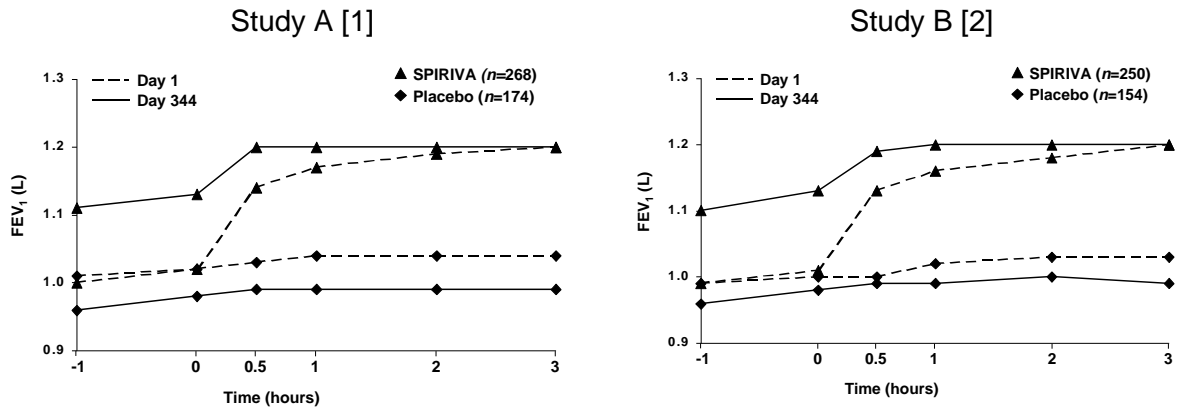 Study A [1]
Day 1
Day 344
SPIRIVA (n=268)
Placebo (n=174)
FEV1 (L)
1.3
1.2
1.1
1.0
0.9
-1 0 0.5 1 2 3
Time (hours)
Study B [2]
Day 1
Day 344
SPIRIVA (n=250)
Placebo (n=154)
FEV1 (L)
1.3
1.2
1.1
1.0
0.9
-1 0 0.5 1 2 3
Time (hours)